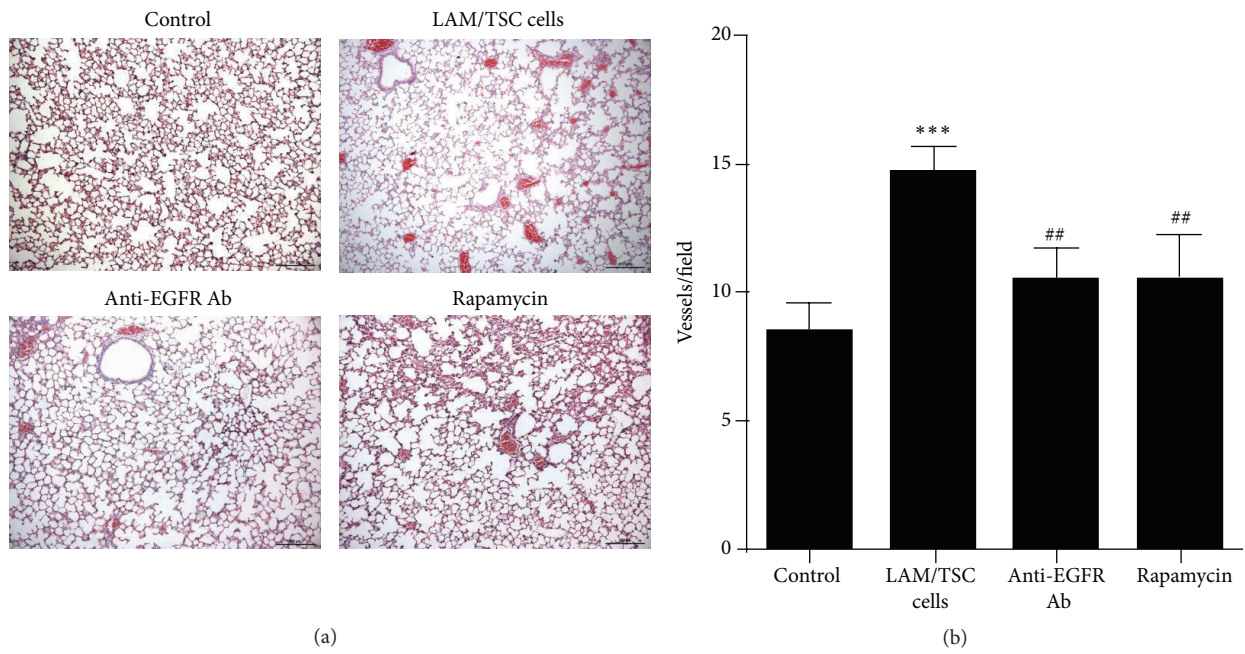 Control
LAM/TSC cells
Anti-EGFR Ab
Rapamycin
(a)
20
15
10
5
0
Vessels/field
***
##
##
Control
LAM/TSC
cells
Anti-EGFR
Ab
Rapamycin
(b)